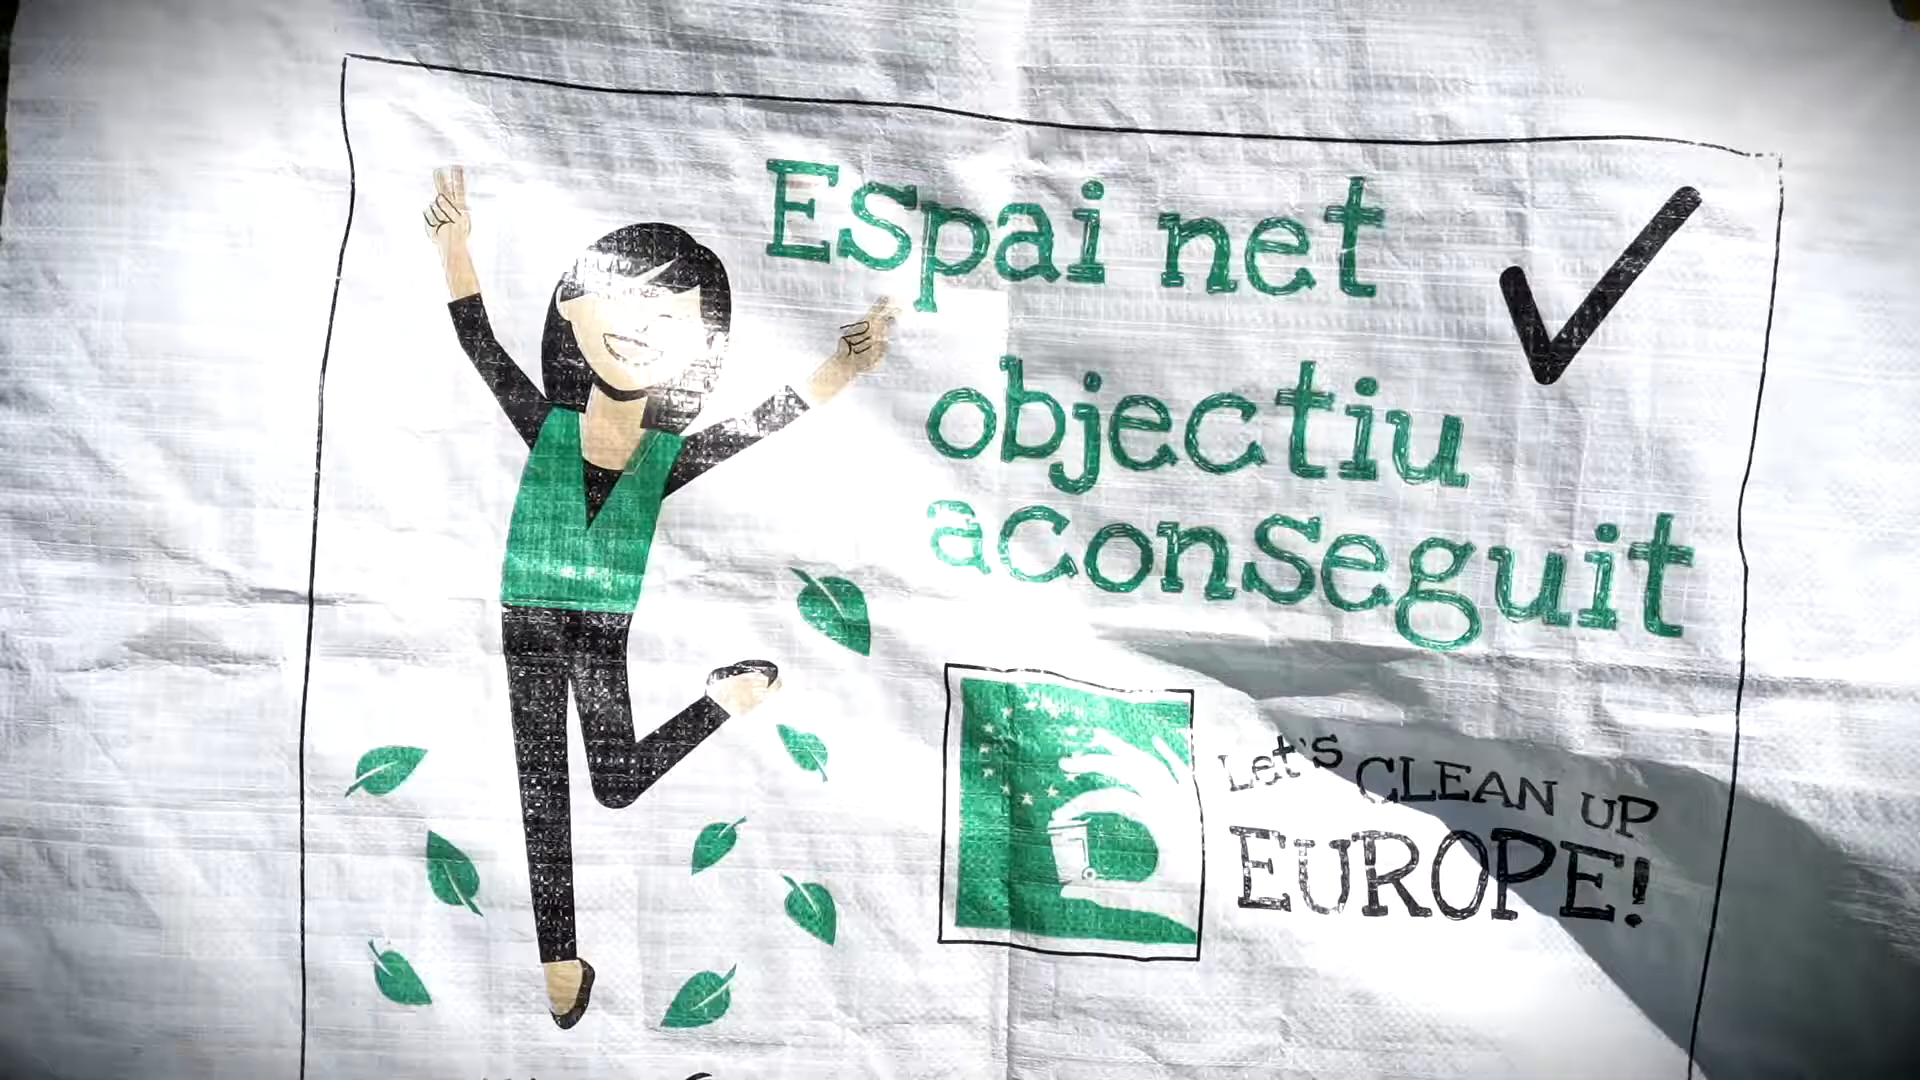 Espai net
objectiu
aconseguit
Let's CLEAN UP
EUROPE!